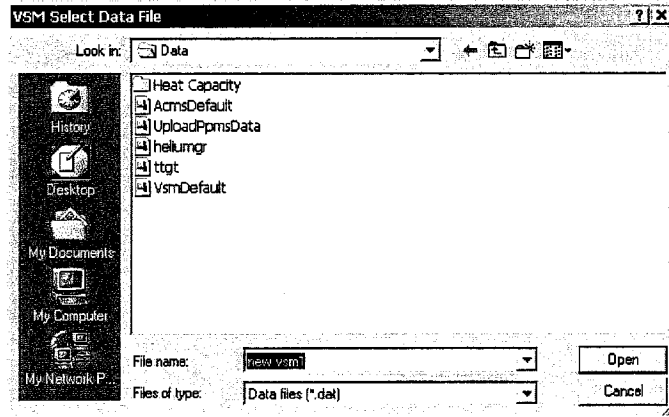 VSM Select Data File
Look in: Data
History
Desktop
My Documents
My Computer
My Network P...
Heat Capacity
AcmsDefault
UploadPpmsData
heliumgr
ttgt
VsmDefault
File name: new vsm1 Open
Files of type: Data files (*.dat) Cancel